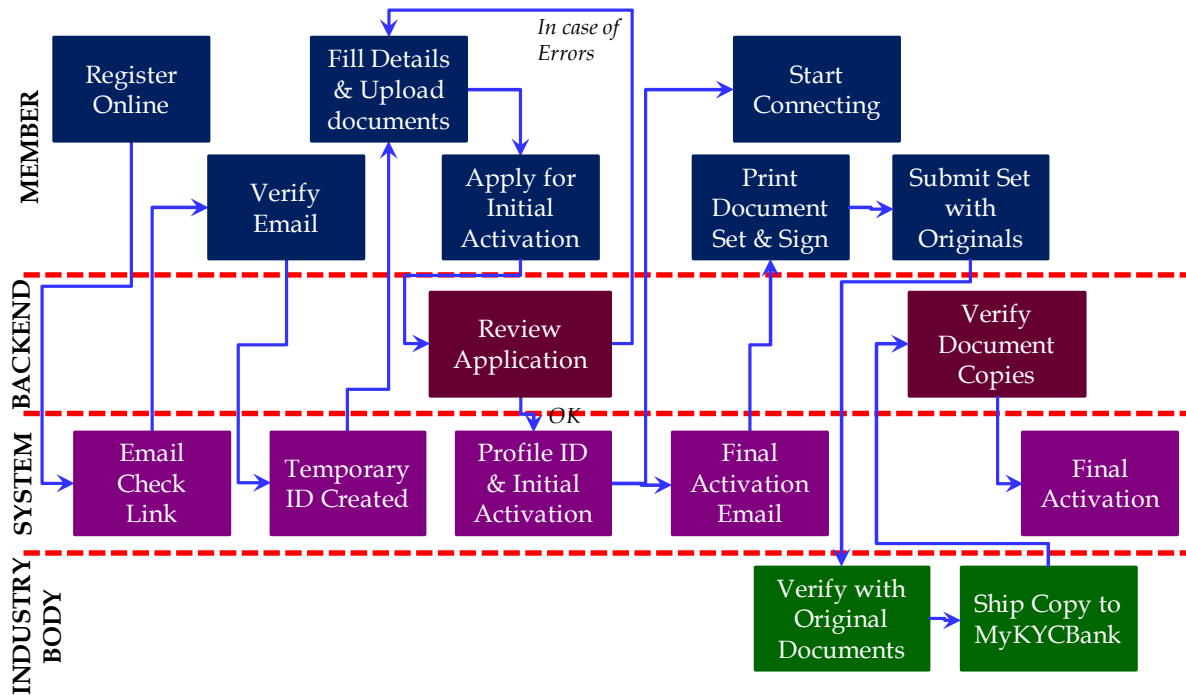 MEMBER
Register
Online
Fill Details
& Upload
documents
In case of
Errors
Start
Connecting
Verify
Email
Apply for
Initial
Activation
Print
Document
Set & Sign
Submit Set
with
Originals
BACKEND
Review
Application
Verify
Document
Copies
OK
SYSTEM
Email
Check
Link
Temporary
ID Created
Profile ID
& Initial
Activation
Final
Activation
Email
Final
Activation
INDUSTRY
BODY
Verify with
Original
Documents
Ship Copy to
MyKYCBank